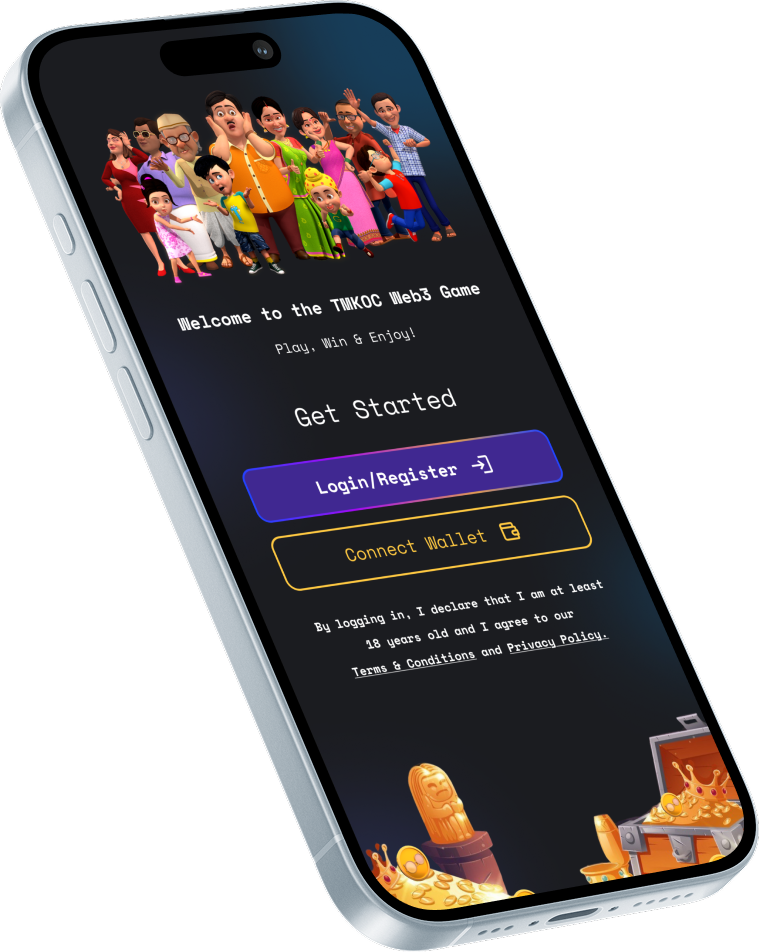 Welcome to the TMKOC Web3 Game
Play, Win & Enjoy!
Get Started
Login/Register
Connect Wallet
By logging in, I declare that I am at least
18 years old and I agree to our
Terms & Conditions and Privacy Policy.